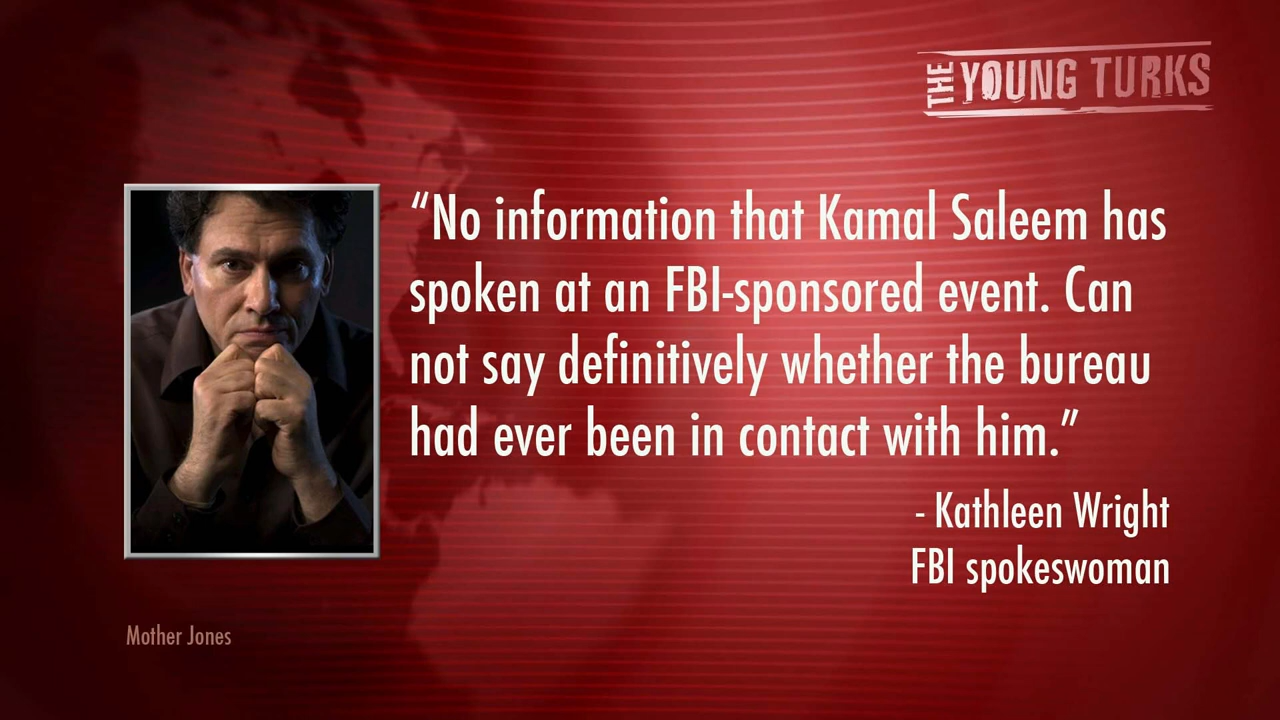 THE YOUNG TURKS
“No information that Kamal Saleem has
spoken at an FBI-sponsored event. Can
not say definitively whether the bureau
had ever been in contact with him.”
- Kathleen Wright
FBI spokeswoman
Mother Jones